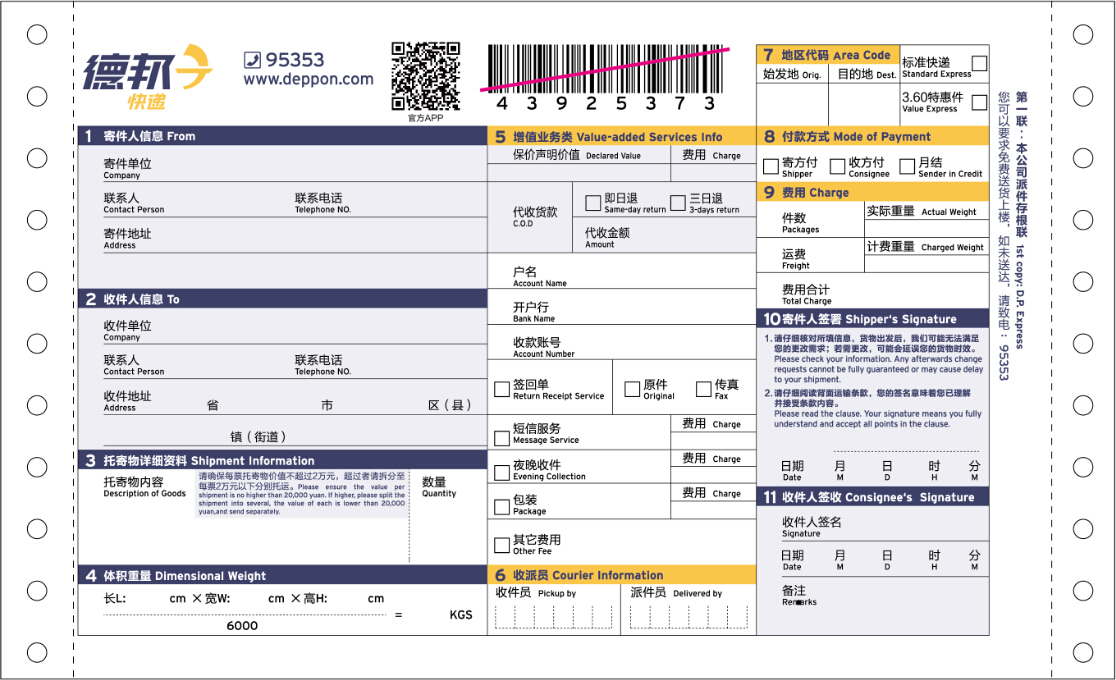 德邦
快递
95353
www.deppon.com
官方APP
43925373
7 地区代码 Area Code
始发地 Orig.
目的地 Dest.
标准快递
Standard Express
3.60特惠件
Value Express
1 寄件人信息 From
寄件单位
Company
联系人
Contact Person
联系电话
Telephone NO.
寄件地址
Address
2 收件人信息 To
收件单位
Company
联系人
Contact Person
联系电话
Telephone NO.
收件地址
Address
省 市 区（县）
镇（街道）
3 托寄物详细资料 Shipment Information
托寄物内容
Description of Goods
请确保每票托寄物价值不超过2万元，超过者请拆分至
每票2万元以下分别托运。Please ensure the value per
shipment is no higher than 20,000 yuan. If higher, please split the
shipment into several, the value of each is lower than 20,000
yuan,and send separately.
数量
Quantity
4 体积重量 Dimensional Weight
长L: cm × 宽W: cm × 高H: cm
6000
= KGS
5 增值业务类 Value-added Services Info
保价声明价值 Declared Value
费用 Charge
代收货款
C.O.D
即日退
Same-day return
三日退
3-days return
代收金额
Amount
户名
Account Name
开户行
Bank Name
收款账号
Account Number
签回单
Return Receipt Service
原件
Original
传真
Fax
短信服务
Message Service
费用 Charge
夜晚收件
Evening Collection
费用 Charge
包装
Package
费用 Charge
其它费用
Other Fee
6 收派员 Courier Information
收件员 Pickup by
派件员 Delivered by
8 付款方式 Mode of Payment
寄方付
Shipper
收方付
Consignee
月结
Sender in Credit
9 费用 Charge
件数
Packages
实际重量 Actual Weight
运费
Freight
计费重量 Charged Weight
费用合计
Total Charge
10 寄件人签署 Shipper's Signature
1. 请仔细核对所填信息，货物出发后，我们可能无法满足
您的更改需求；若需更改，可能会延误您的货物时效。
Please check your information. Any afterwards change
requests cannot be fully guaranteed or may cause delay
to your shipment.
2. 请仔细阅读背面运输条款，您的签名意味着您已理解
并接受条款内容。
Please read the clause. Your signature means you fully
understand and accept all points in the clause.
日期 月 日 时 分
Date M D H M
11 收件人签收 Consignee's Signature
收件人签名
Signature
日期 月 日 时 分
Date M D H M
备注
Remarks
第一联：本公司派件存根联 1st copy: D.P. Express
您可以要求免费送货上楼，如未送达，请致电：95353